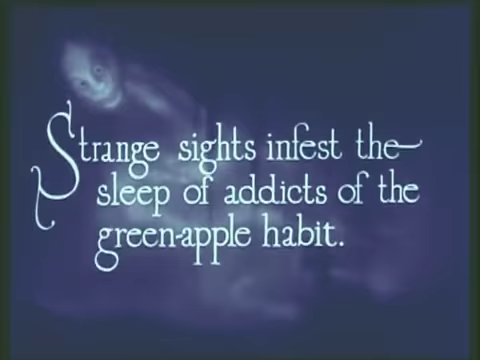 Strange sights infest the
sleep of addicts of the
green-apple habit.